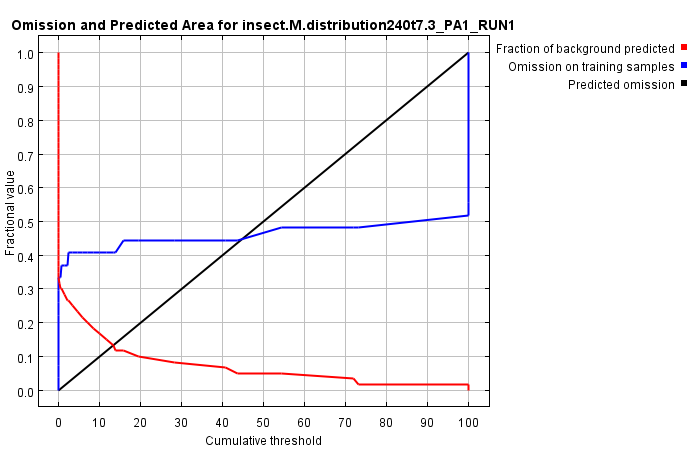 Omission and Predicted Area for insect.M.distribution240t7.3_PA1_RUN1
Fraction of background predicted
Omission on training samples
Predicted omission
1.0
0.9
0.8
0.7
0.6
0.5
0.4
0.3
0.2
0.1
0.0
Fractional value
0 10 20 30 40 50 60 70 80 90 100
Cumulative threshold